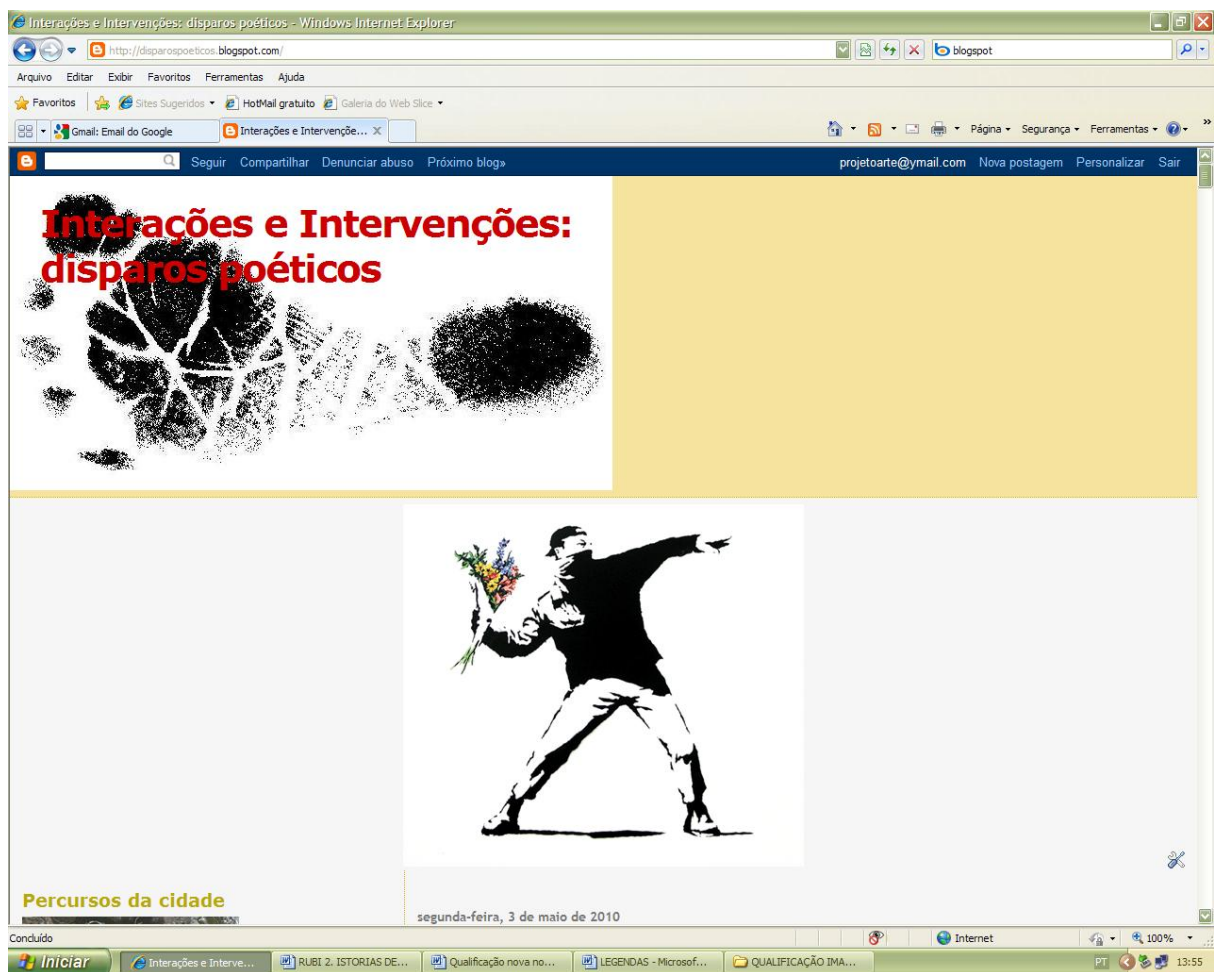 Interações e Intervenções: disparos poéticos - Windows Internet Explorer
http://disparospoeticos.blogspot.com/
blogspot
Arquivo Editar Exibir Favoritos Ferramentas Ajuda
Favoritos Sites Sugeridos HotMail gratuito Galeria do Web Slice
Gmail: Email do Google Interações e Intervençõe... X Página Segurança Ferramentas »
Seguir Compartilhar Denunciar abuso Próximo blog» projetoarte@ymail.com Nova postagem Personalizar Sair
Interações e Intervenções:
disparos poéticos
Percursos da cidade
segunda-feira, 3 de maio de 2010
Concluído Internet 100%
Iniciar Interações e Interve... RUBI 2. ISTORIAS DE... Qualificação nova no... LEGENDAS - Microsof... QUALIFICAÇÃO IMA... PT 13:55